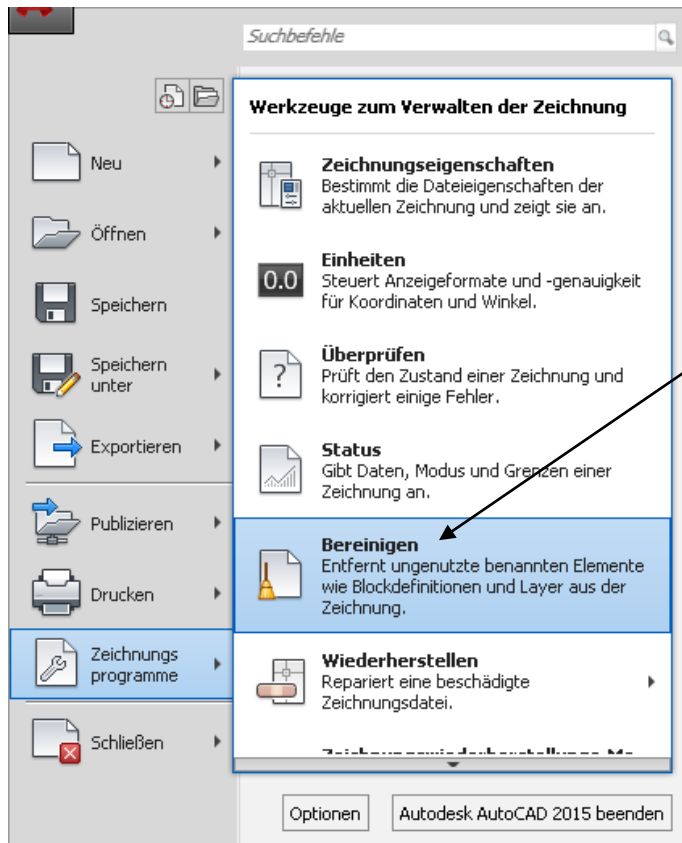 Suchbefehle
Werkzeuge zum Verwalten der Zeichnung
Neu
Öffnen
Speichern
Speichern
unter
Exportieren
Publizieren
Drucken
Zeichnungs
programme
Schließen
Zeichnungseigenschaften
Bestimmt die Dateieigenschaften der
aktuellen Zeichnung und zeigt sie an.
0.0
Einheiten
Steuert Anzeigeformate und -genauigkeit
für Koordinaten und Winkel.
?
Überprüfen
Prüft den Zustand einer Zeichnung und
korrigiert einige Fehler.
Status
Gibt Daten, Modus und Grenzen einer
Zeichnung an.
Bereinigen
Entfernt ungenutzte benannten Elemente
wie Blockdefinitionen und Layer aus der
Zeichnung.
Wiederherstellen
Repariert eine beschädigte
Zeichnungsdatei.
Optionen
Autodesk AutoCAD 2015 beenden